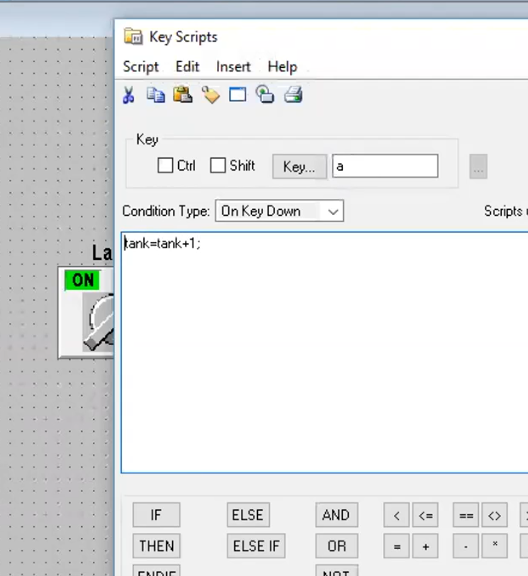 Key Scripts
Script Edit Insert Help
Key
Ctrl Shift Key... a ...
Condition Type: On Key Down Scripts
La
ON
tank=tank+1;
IF ELSE AND < <= == <>
THEN ELSE IF OR = + - *
ENDIF NOT